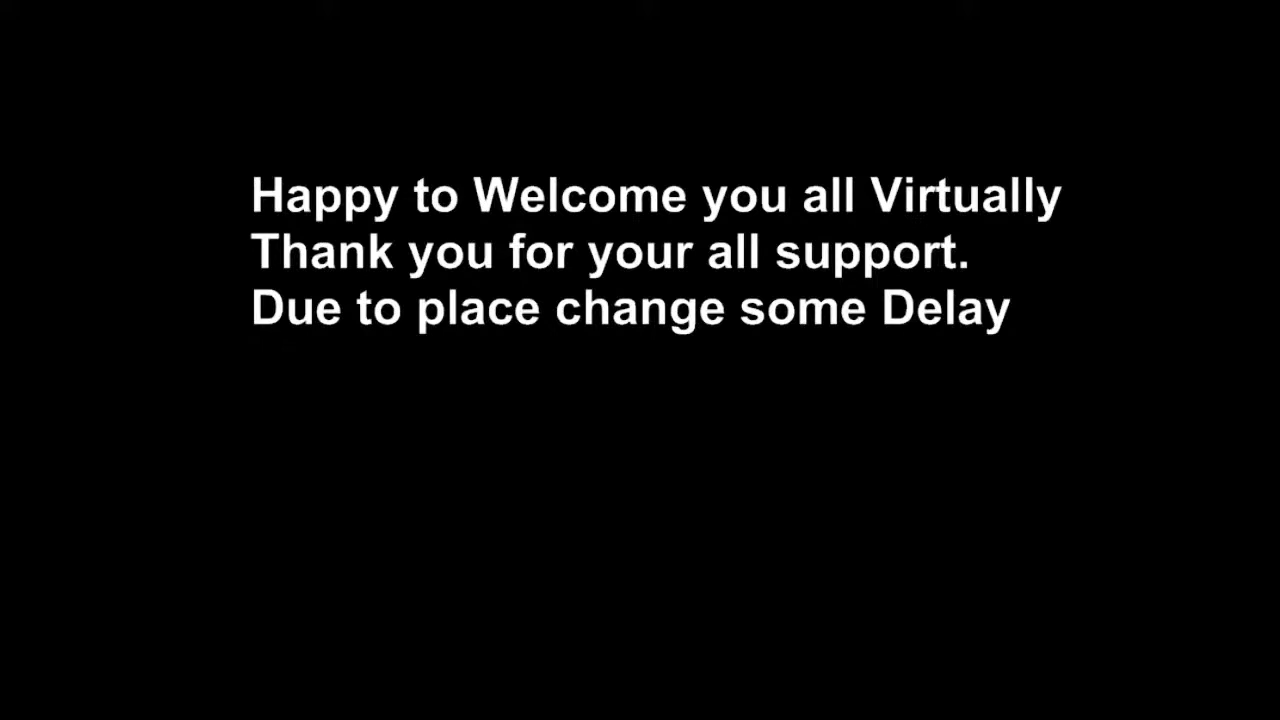 Happy to Welcome you all Virtually
Thank you for your all support.
Due to place change some Delay